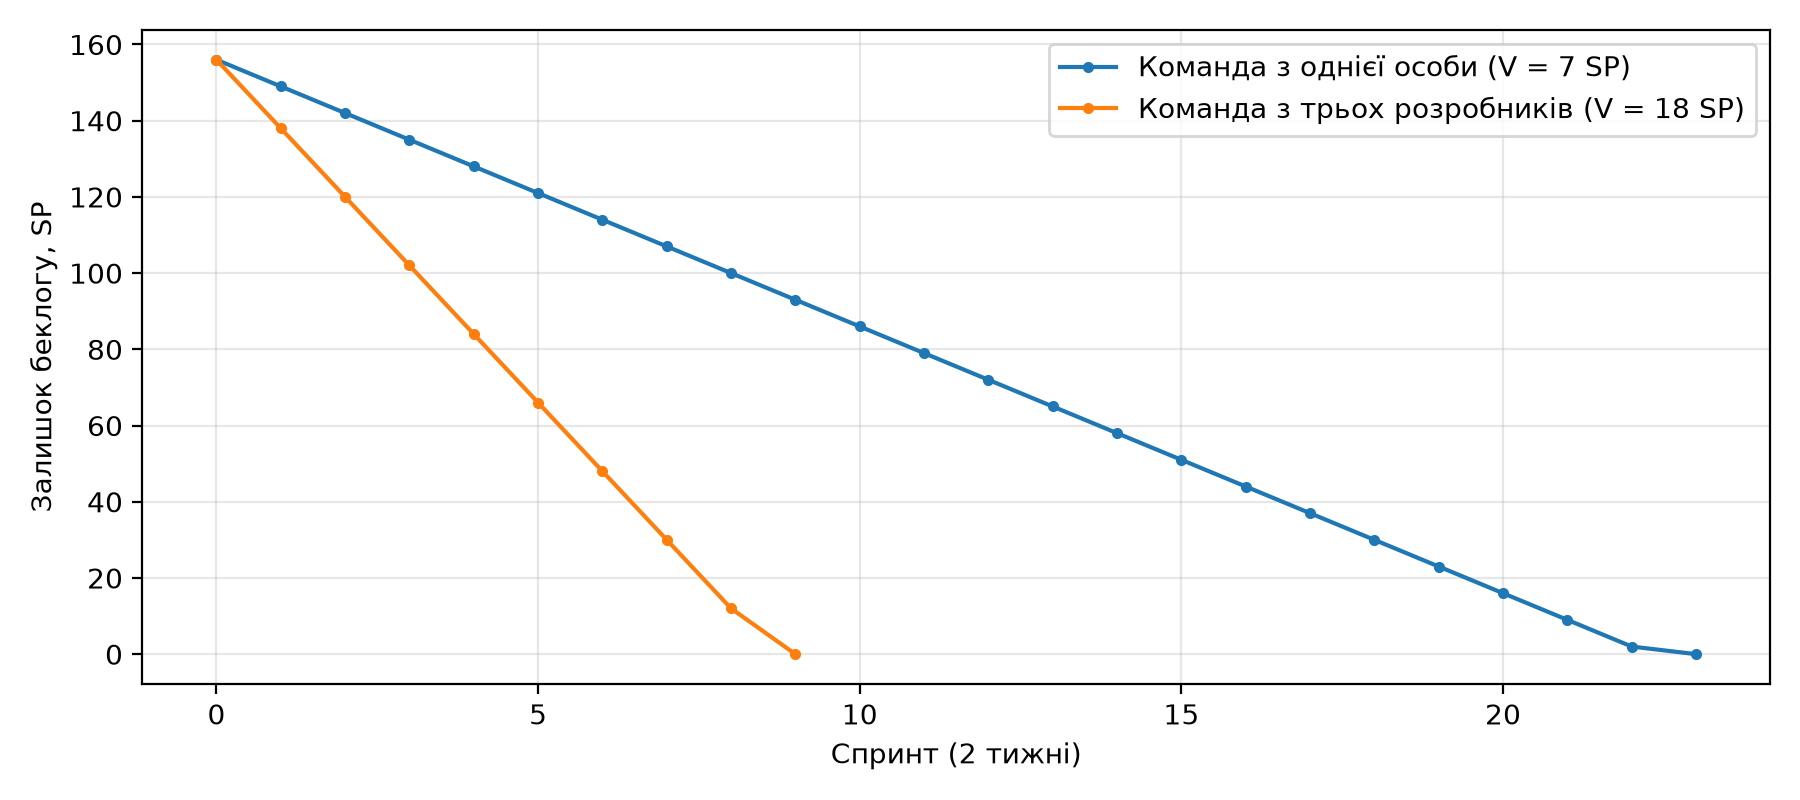 Команда з однієї особи (V = 7 SP)
Команда з трьох розробників (V = 18 SP)
Залишок беклогу, SP
160
140
120
100
80
60
40
20
0
0 5 10 15 20
Спринт (2 тижні)